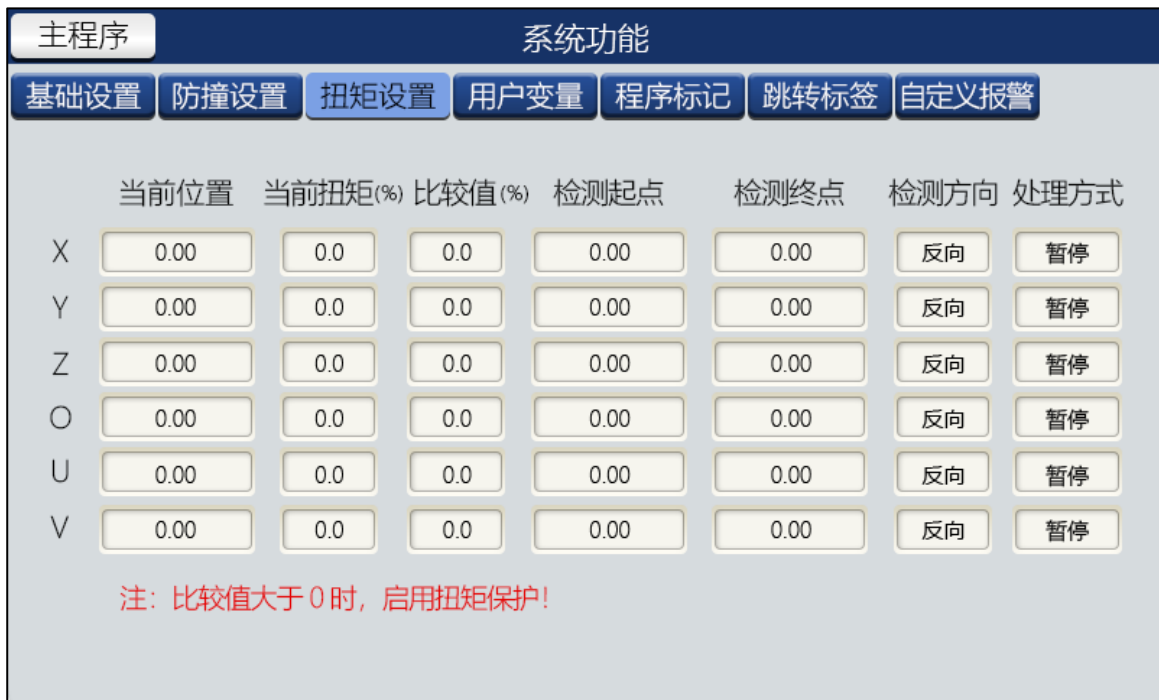 主程序 系统功能
基础设置 防撞设置 扭矩设置 用户变量 程序标记 跳转标签 自定义报警
当前位置 当前扭矩(%) 比较值(%) 检测起点 检测终点 检测方向 处理方式
X 0.00 0.0 0.0 0.00 0.00 反向 暂停
Y 0.00 0.0 0.0 0.00 0.00 反向 暂停
Z 0.00 0.0 0.0 0.00 0.00 反向 暂停
O 0.00 0.0 0.0 0.00 0.00 反向 暂停
U 0.00 0.0 0.0 0.00 0.00 反向 暂停
V 0.00 0.0 0.0 0.00 0.00 反向 暂停
注：比较值大于0时，启用扭矩保护！